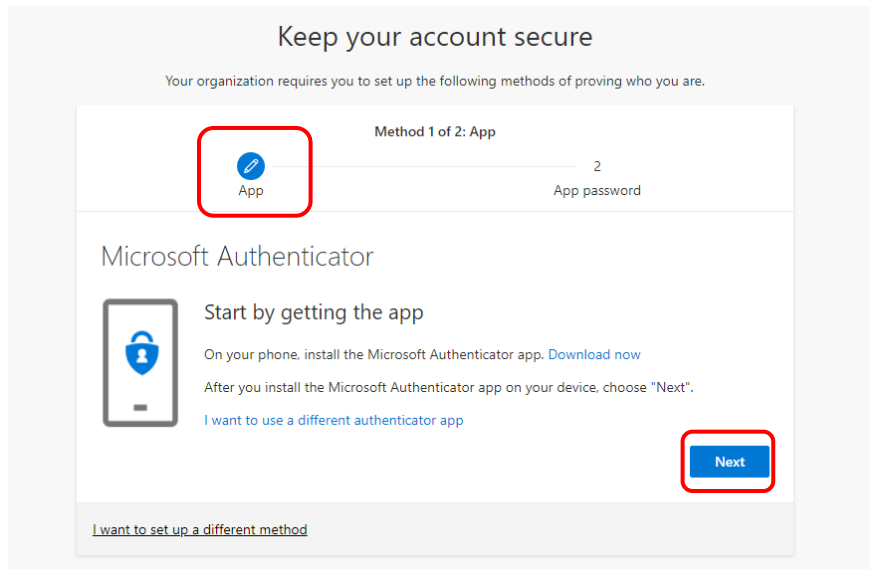 Keep your account secure
Your organization requires you to set up the following methods of proving who you are.
Method 1 of 2: App
2
App
App password
Microsoft Authenticator
Start by getting the app
On your phone, install the Microsoft Authenticator app. Download now
After you install the Microsoft Authenticator app on your device, choose "Next".
I want to use a different authenticator app
Next
I want to set up a different method